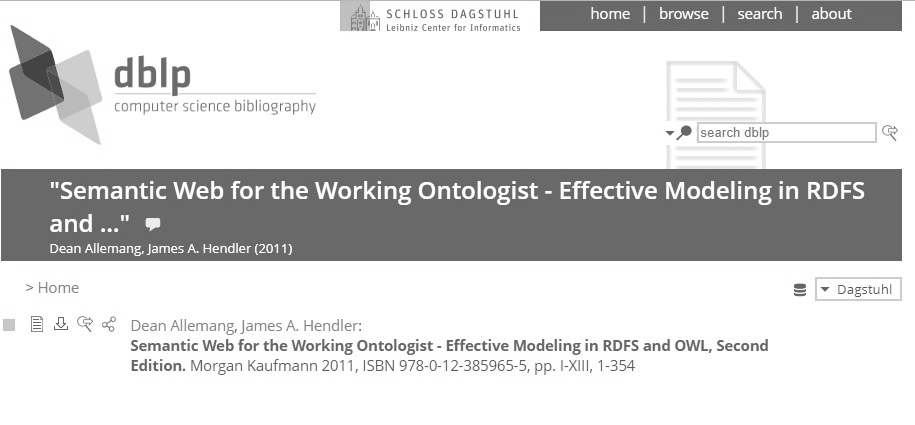 SCHLOSS DAGSTUHL
Leibniz Center for Informatics
home | browse | search | about
dblp
computer science bibliography
search dblp
"Semantic Web for the Working Ontologist - Effective Modeling in RDFS
and ..."
Dean Allemang, James A. Hendler (2011)
> Home
Dagstuhl
Dean Allemang, James A. Hendler:
Semantic Web for the Working Ontologist - Effective Modeling in RDFS and OWL, Second
Edition. Morgan Kaufmann 2011, ISBN 978-0-12-385965-5, pp. I-XIII, 1-354